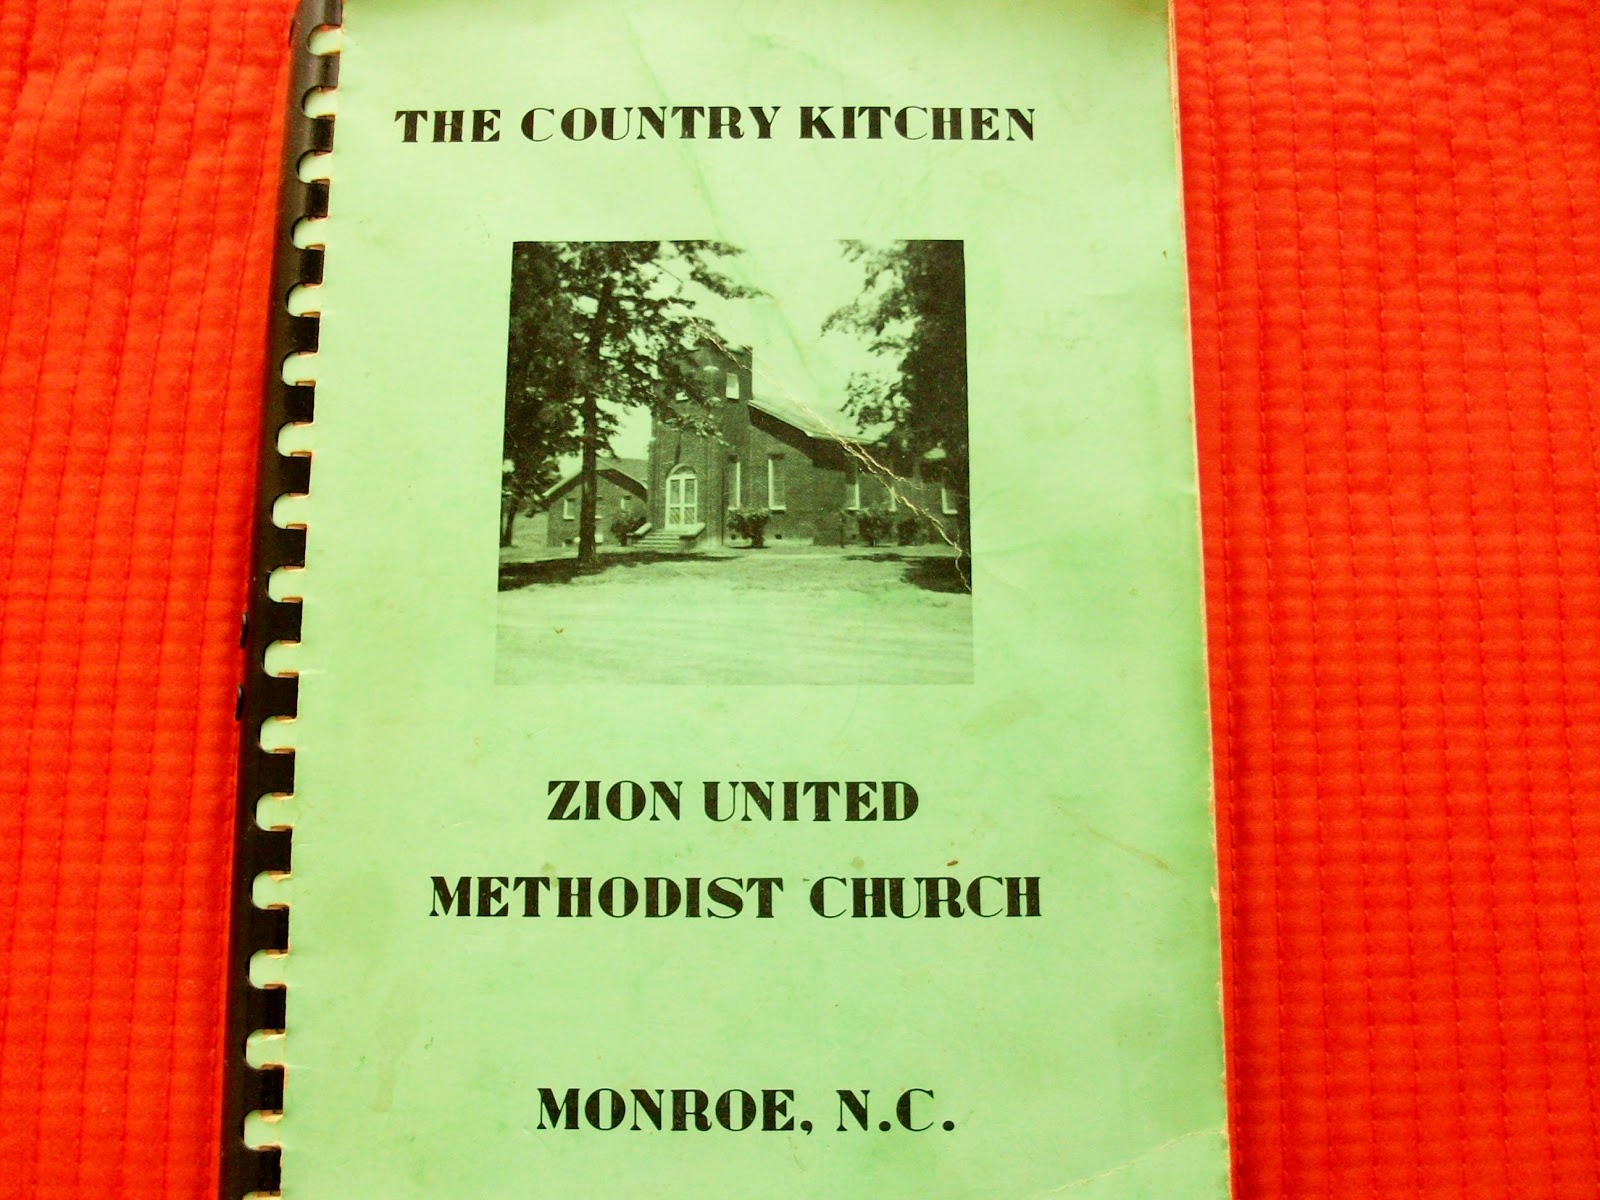 THE COUNTRY KITCHEN
ZION UNITED
METHODIST CHURCH
MONROE, N.C.